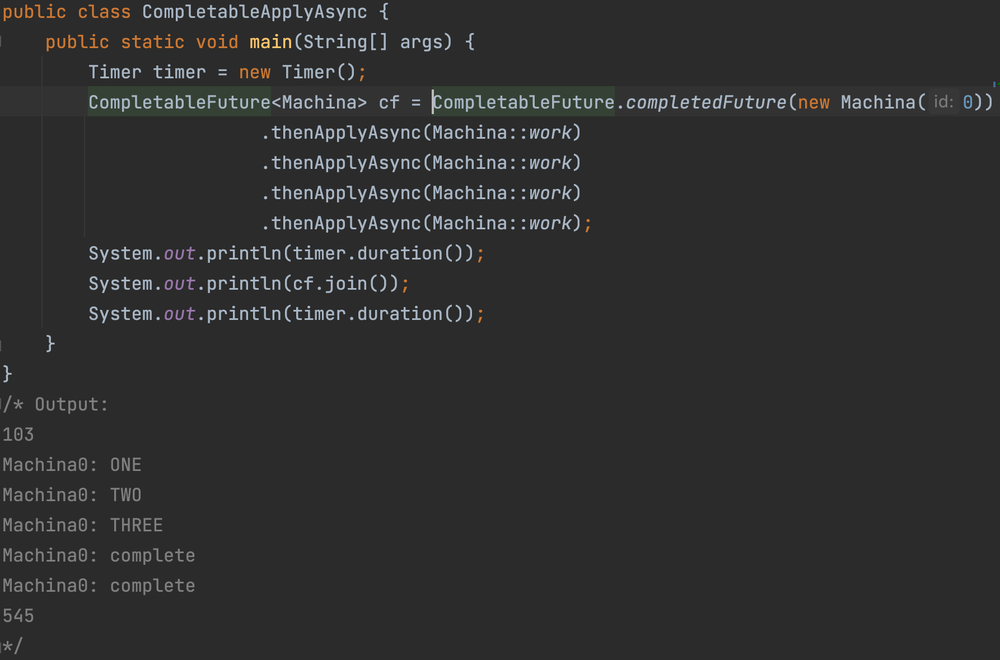 public class CompletableApplyAsync {
    public static void main(String[] args) {
        Timer timer = new Timer();
        CompletableFuture<Machina> cf = CompletableFuture.completedFuture(new Machina( id: 0))
                        .thenApplyAsync(Machina::work)
                        .thenApplyAsync(Machina::work)
                        .thenApplyAsync(Machina::work)
                        .thenApplyAsync(Machina::work);
        System.out.println(timer.duration());
        System.out.println(cf.join());
        System.out.println(timer.duration());
    }
}
/* Output:
103
Machina0: ONE
Machina0: TWO
Machina0: THREE
Machina0: complete
Machina0: complete
545
*/